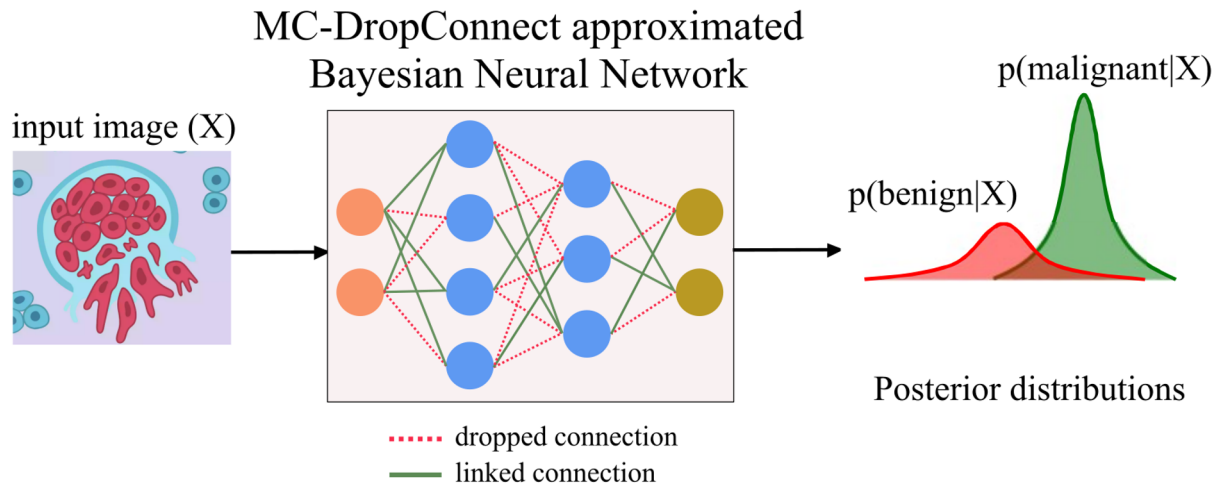 MC-DropConnect approximated
Bayesian Neural Network
input image (X)
p(malignant|X)
p(benign|X)
Posterior distributions
dropped connection
linked connection